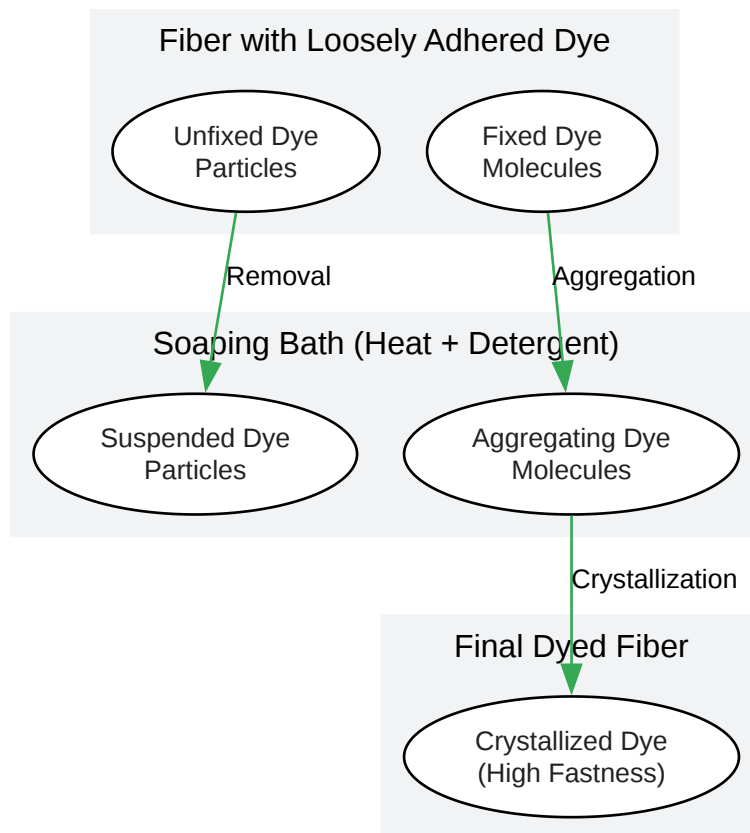 Fiber with Loosely Adhered Dye
Unfixed Dye
Particles
Fixed Dye
Molecules
Removal
Aggregation
Soaping Bath (Heat + Detergent)
Suspended Dye
Particles
Aggregating Dye
Molecules
Crystallization
Final Dyed Fiber
Crystallized Dye
(High Fastness)